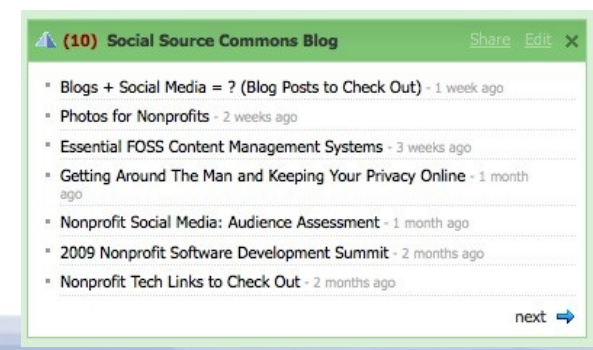 (10) Social Source Commons Blog Share Edit
Blogs + Social Media = ? (Blog Posts to Check Out) - 1 week ago
Photos for Nonprofits - 2 weeks ago
Essential FOSS Content Management Systems - 3 weeks ago
Getting Around The Man and Keeping Your Privacy Online - 1 month
ago
Nonprofit Social Media: Audience Assessment - 1 month ago
2009 Nonprofit Software Development Summit - 2 months ago
Nonprofit Tech Links to Check Out - 2 months ago
next